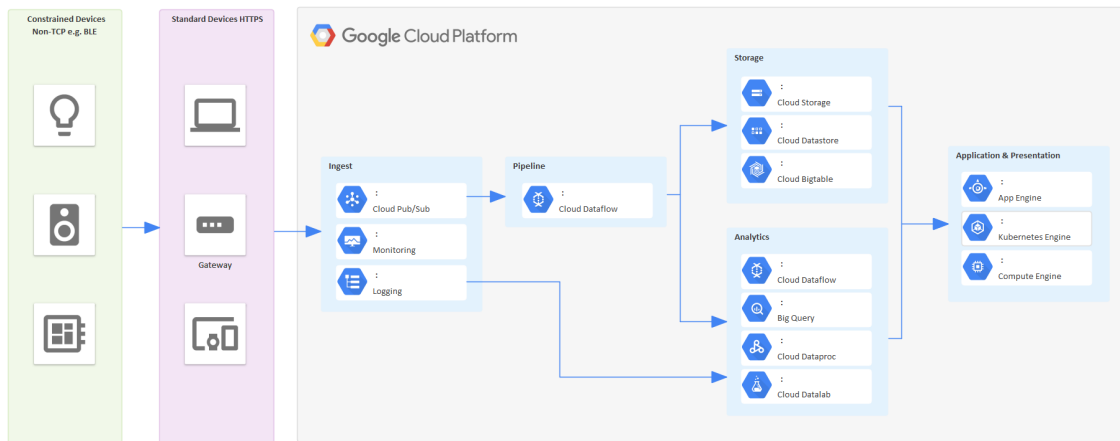 Constrained Devices
Non-TCP e.g. BLE
Standard Devices HTTPS
Gateway
Google Cloud Platform
Ingest
:
Cloud Pub/Sub
:
Monitoring
:
Logging
Pipeline
:
Cloud Dataflow
Storage
:
Cloud Storage
:
Cloud Datastore
:
Cloud Bigtable
Analytics
:
Cloud Dataflow
:
Big Query
:
Cloud Dataproc
:
Cloud Datalab
Application & Presentation
:
App Engine
:
Kubernetes Engine
:
Compute Engine